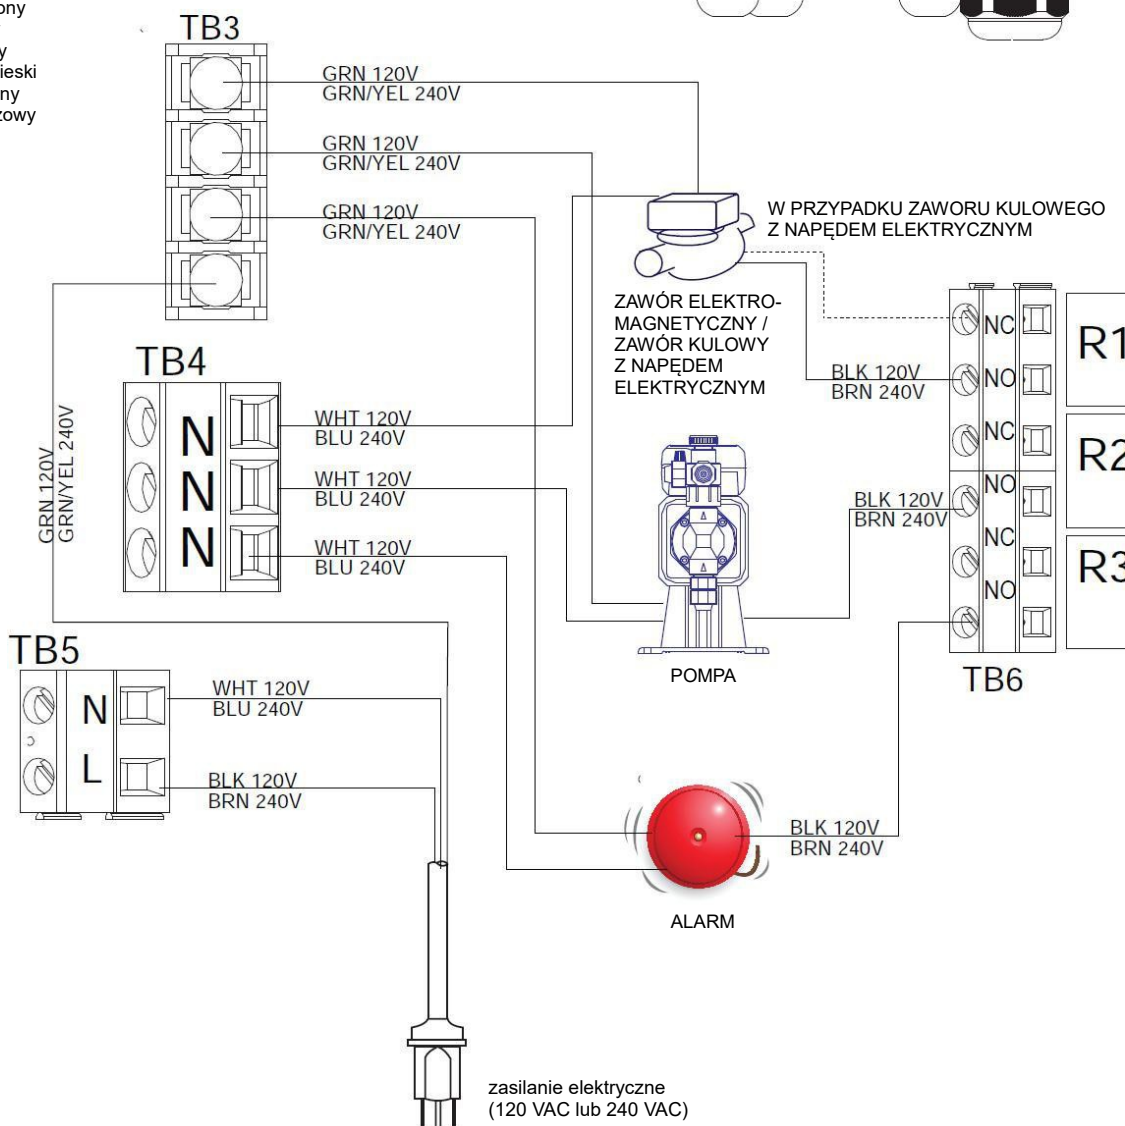 TB3
GRN 120V
GRN/YEL 240V
GRN 120V
GRN/YEL 240V
GRN 120V
GRN/YEL 240V
W PRZYPADKU ZAWORU KULOWEGO
Z NAPĘDEM ELEKTRYCZNYM
ZAWÓR ELEKTRO-
MAGNETYCZNY /
ZAWÓR KULOWY
Z NAPĘDEM
ELEKTRYCZNYM
TB4
N
N
N
WHT 120V
BLU 240V
WHT 120V
BLU 240V
WHT 120V
BLU 240V
GRN 120V
GRN/YEL 240V
BLK 120V
BRN 240V
BLK 120V
BRN 240V
NC
NO
NC
NO
NC
NO
R1
R2
R3
TB6
POMPA
TB5
N
L
WHT 120V
BLU 240V
BLK 120V
BRN 240V
BLK 120V
BRN 240V
ALARM
zasilanie elektryczne
(120 VAC lub 240 VAC)